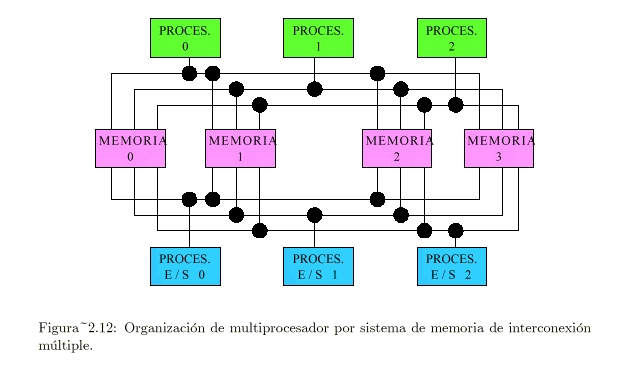 PROCES. PROCES. PROCES.
0 1 2
MEMORIA MEMORIA MEMORIA MEMORIA
0 1 2 3
PROCES. PROCES. PROCES.
E / S 0 E / S 1 E / S 2
Figura~2.12: Organización de multiprocesador por sistema de memoria de interconexión
múltiple.